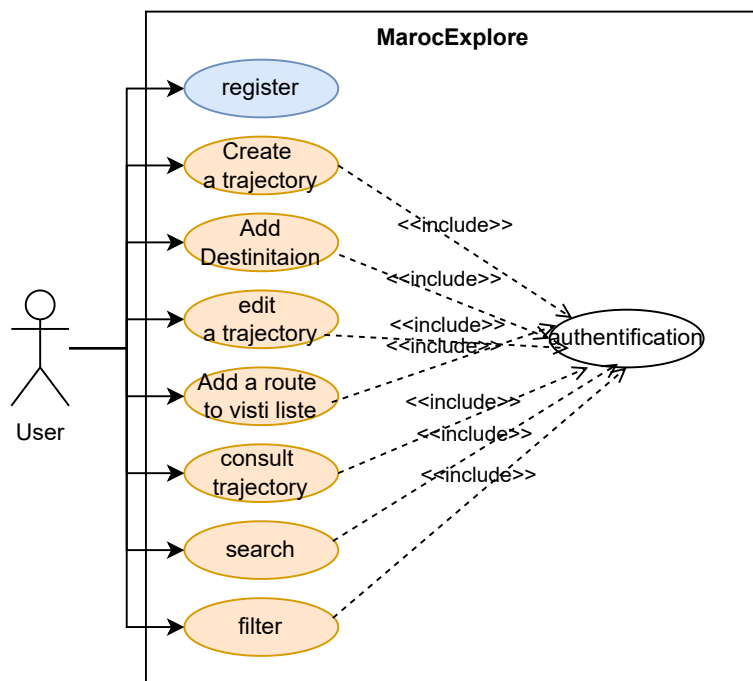 MarocExplore
register
Create
a trajectory
<<include>>
Add
Destinitaion
<<include>>
edit
a trajectory
<<include>>
<<include>>
authentification
Add a route
to visti liste
<<include>>
User
<<include>>
consult
trajectory
<<include>>
search
filter